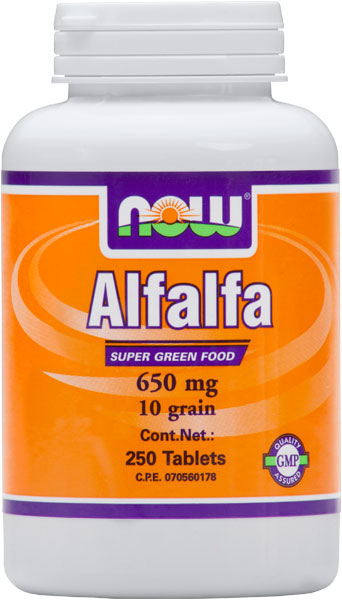 NOW®
Alfalfa
SUPER GREEN FOOD
650 mg
10 grain
Cont.Net.:
250 Tablets
C.P.E. 070560178
QUALITY
GMP
ASSURED